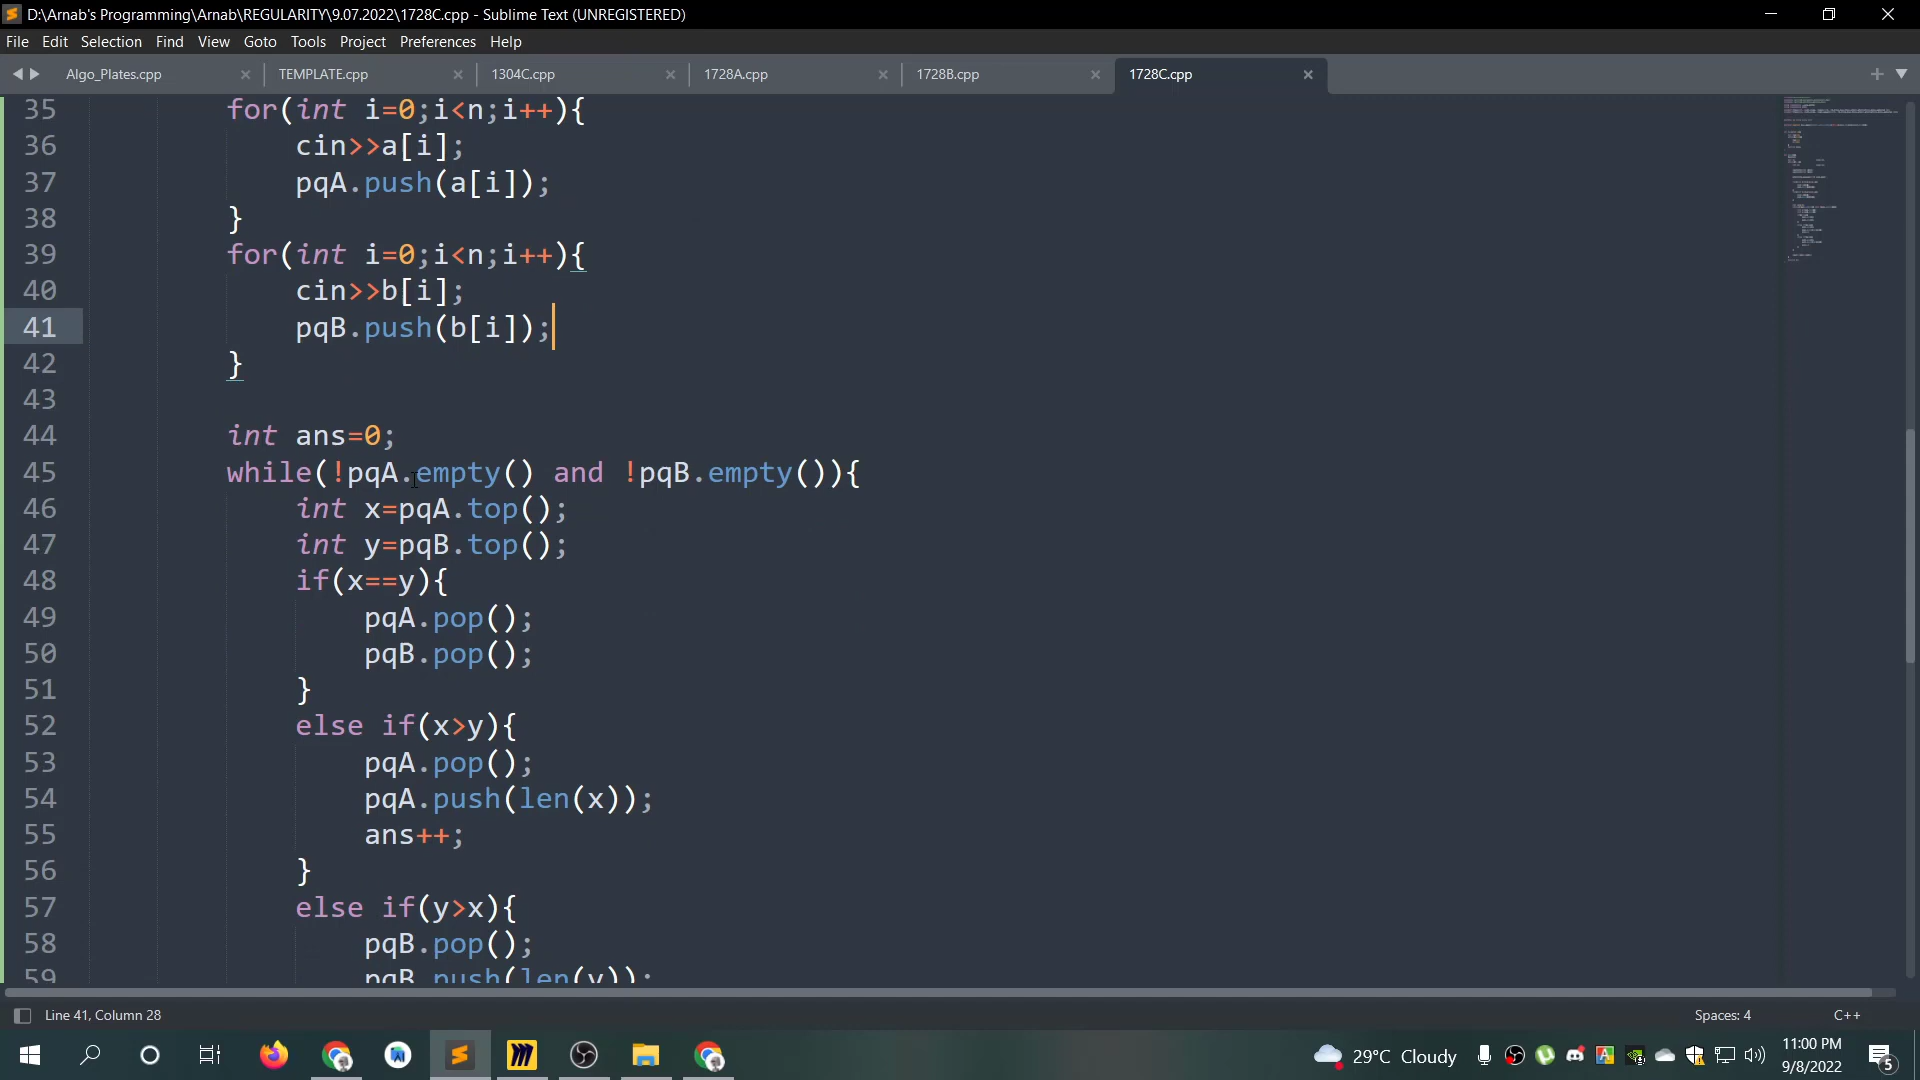 D:\Arnab's Programming\Arnab\REGULARITY\9.07.2022\1728C.cpp - Sublime Text (UNREGISTERED)
File Edit Selection Find View Goto Tools Project Preferences Help
Algo_Plates.cpp TEMPLATE.cpp 1304C.cpp 1728A.cpp 1728B.cpp 1728C.cpp
35 for(int i=0;i<n;i++){
36 cin>>a[i];
37 pqA.push(a[i]);
38 }
39 for(int i=0;i<n;i++){
40 cin>>b[i];
41 pqB.push(b[i]);
42 }
43
44 int ans=0;
45 while(!pqA.empty() and !pqB.empty()){
46 int x=pqA.top();
47 int y=pqB.top();
48 if(x==y){
49 pqA.pop();
50 pqB.pop();
51 }
52 else if(x>y){
53 pqA.pop();
54 pqA.push(len(x));
55 ans++;
56 }
57 else if(y>x){
58 pqB.pop();
59 pqB.push(len(y));
Line 41, Column 28 Spaces: 4 C++
29°C Cloudy 11:00 PM
9/8/2022 5